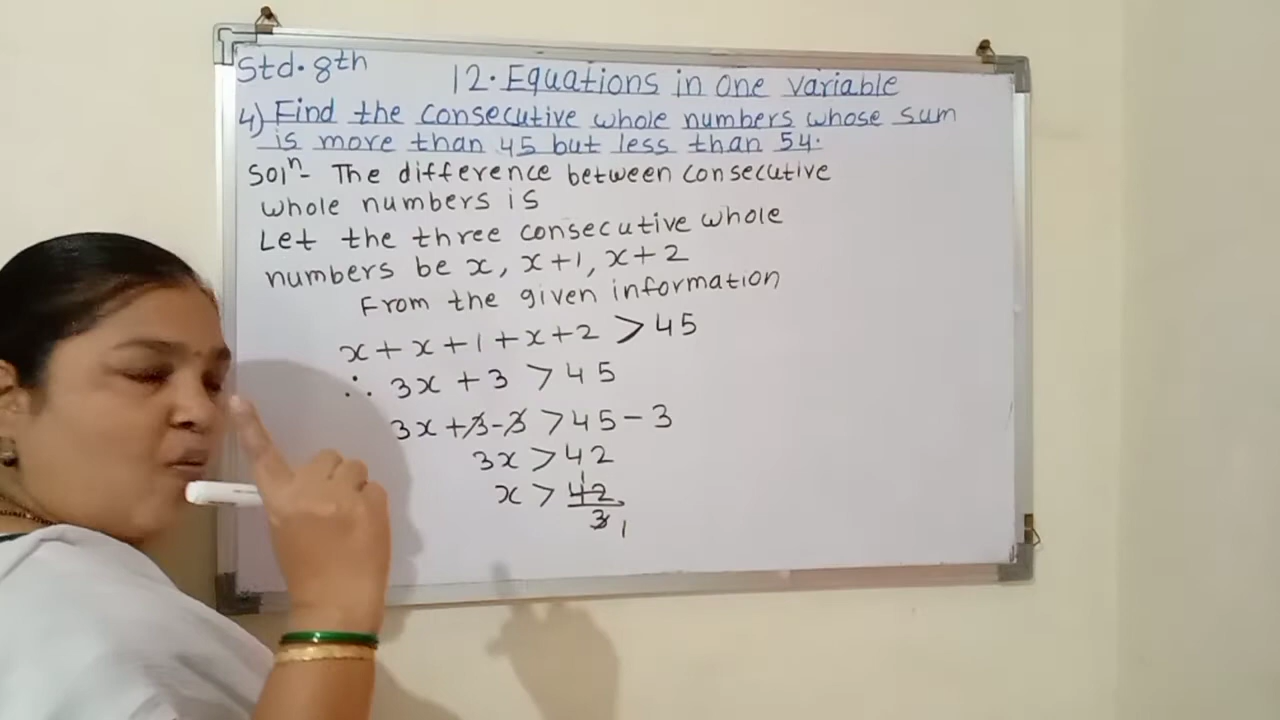 Std. 8th
12. Equations in one variable
4) Find the consecutive whole numbers whose sum
is more than 45 but less than 54.
Solⁿ- The difference between consecutive
whole numbers is
Let the three consecutive whole
numbers be x, x+1, x+2
From the given information
x + x + 1 + x + 2 > 45
∴ 3x + 3 > 45
3x + 3 - 3 > 45 - 3
3x > 42
x > 42/3
1
1